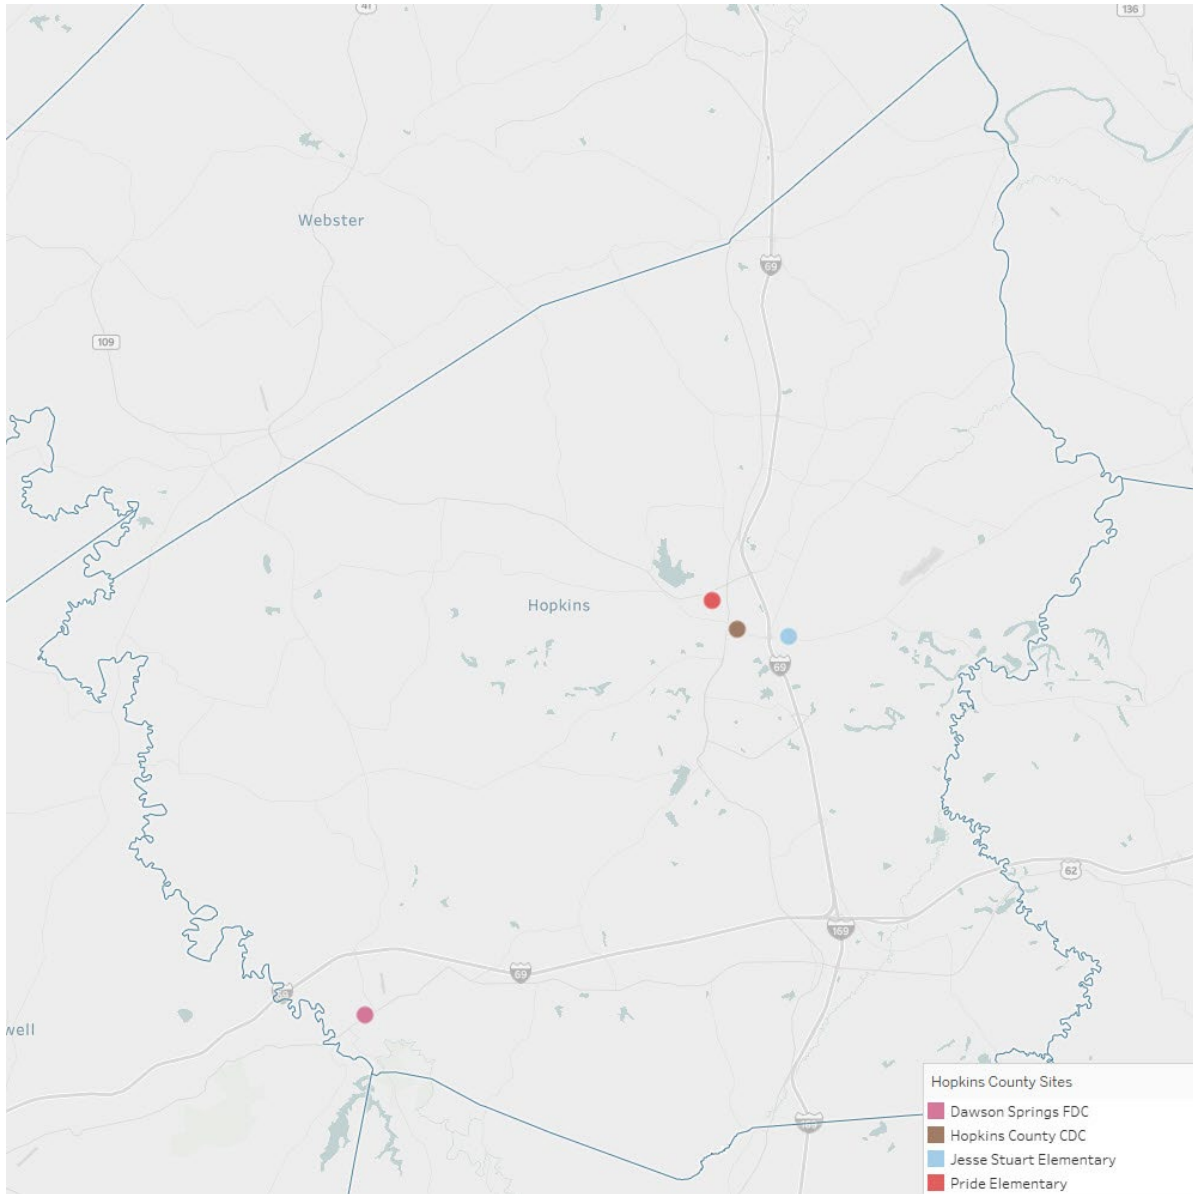 41
136
Webster
69
109
Hopkins
69
62
169
69
well
Hopkins County Sites
Dawson Springs FDC
Hopkins County CDC
Jesse Stuart Elementary
Pride Elementary